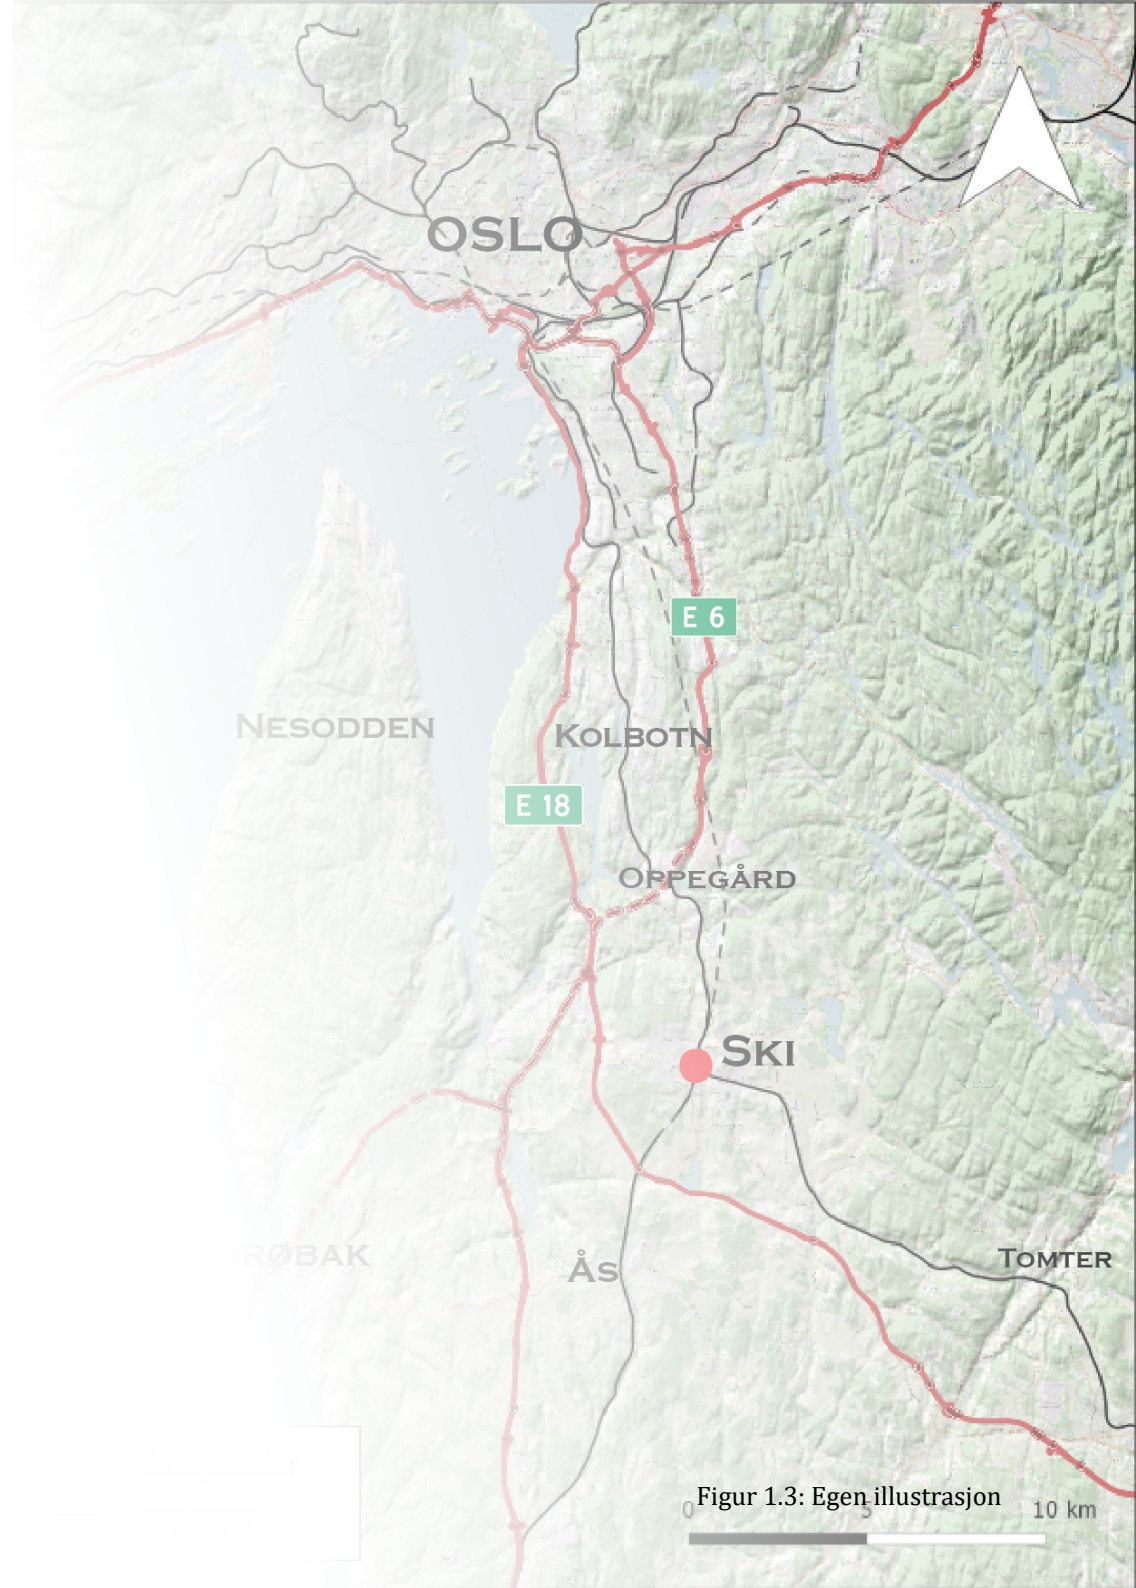 OSLO
E 6
NESODDEN
KOLBOTN
E 18
OPPEGÅRD
SKI
RØBAK
ÅS
TOMTER
Figur 1.3: Egen illustrasjon
0 5 10 km